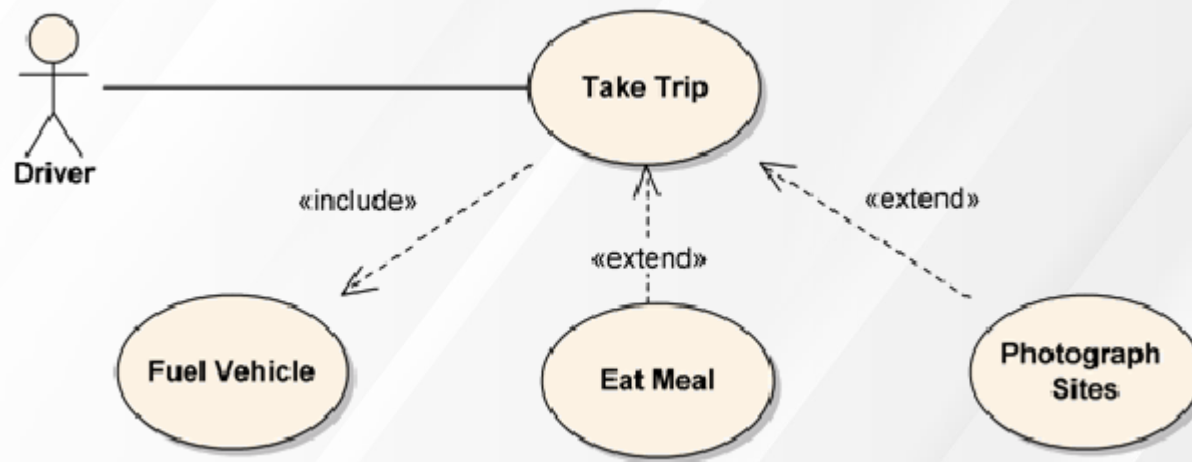 Take Trip
Driver
«include»
«extend»
«extend»
Fuel Vehicle
Eat Meal
Photograph
Sites